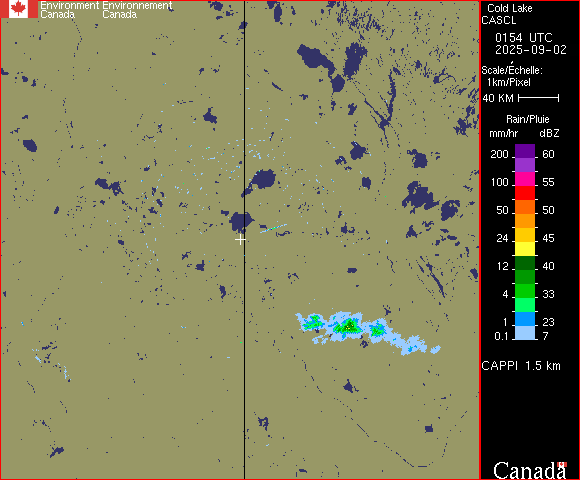 Environment Environnement
Canada Canada
Cold Lake
CASCL
0154 UTC
2025-09-02
Scale/Échelle:
1km/Pixel
40 KM
Rain/Pluie
mm/hr dBZ
200 60
100 55
50 50
24 45
12 40
4 33
1 23
0.1 7
CAPPI 1.5 km
Canada